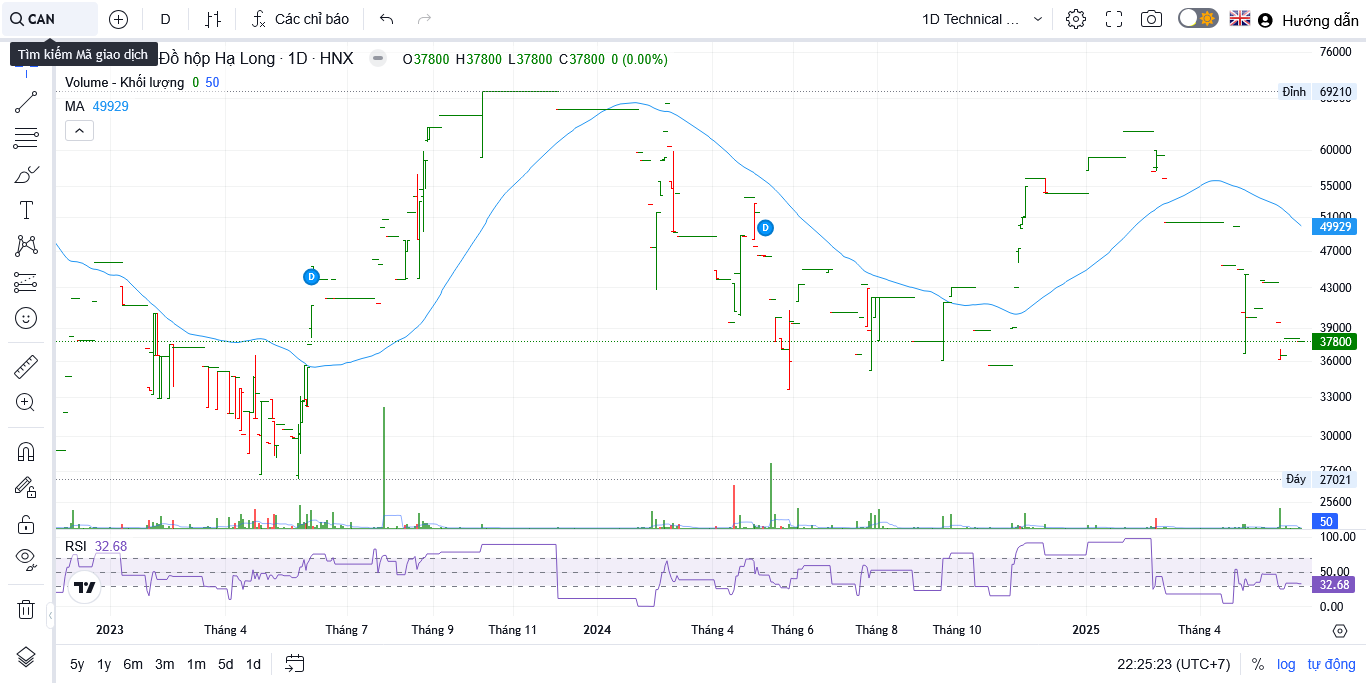 CAN
D
Các chỉ báo
1D Technical ...
Hướng dẫn
Tìm kiếm Mã giao dịch
Đồ hộp Hạ Long · 1D · HNX
O37800 H37800 L37800 C37800 0 (0.00%)
Volume - Khối lượng 0 50
MA 49929
76000
Đỉnh 69210
60000
55000
51000
49929
47000
43000
39000
37800
36000
33000
30000
27600
Đáy 27021
25600
50
D
D
RSI 32.68
100.00
50.00
32.68
0.00
2023 Tháng 4 Tháng 7 Tháng 9 Tháng 11 2024 Tháng 4 Tháng 6 Tháng 8 Tháng 10 2025 Tháng 4
5y 1y 6m 3m 1m 5d 1d
22:25:23 (UTC+7) % log tự động